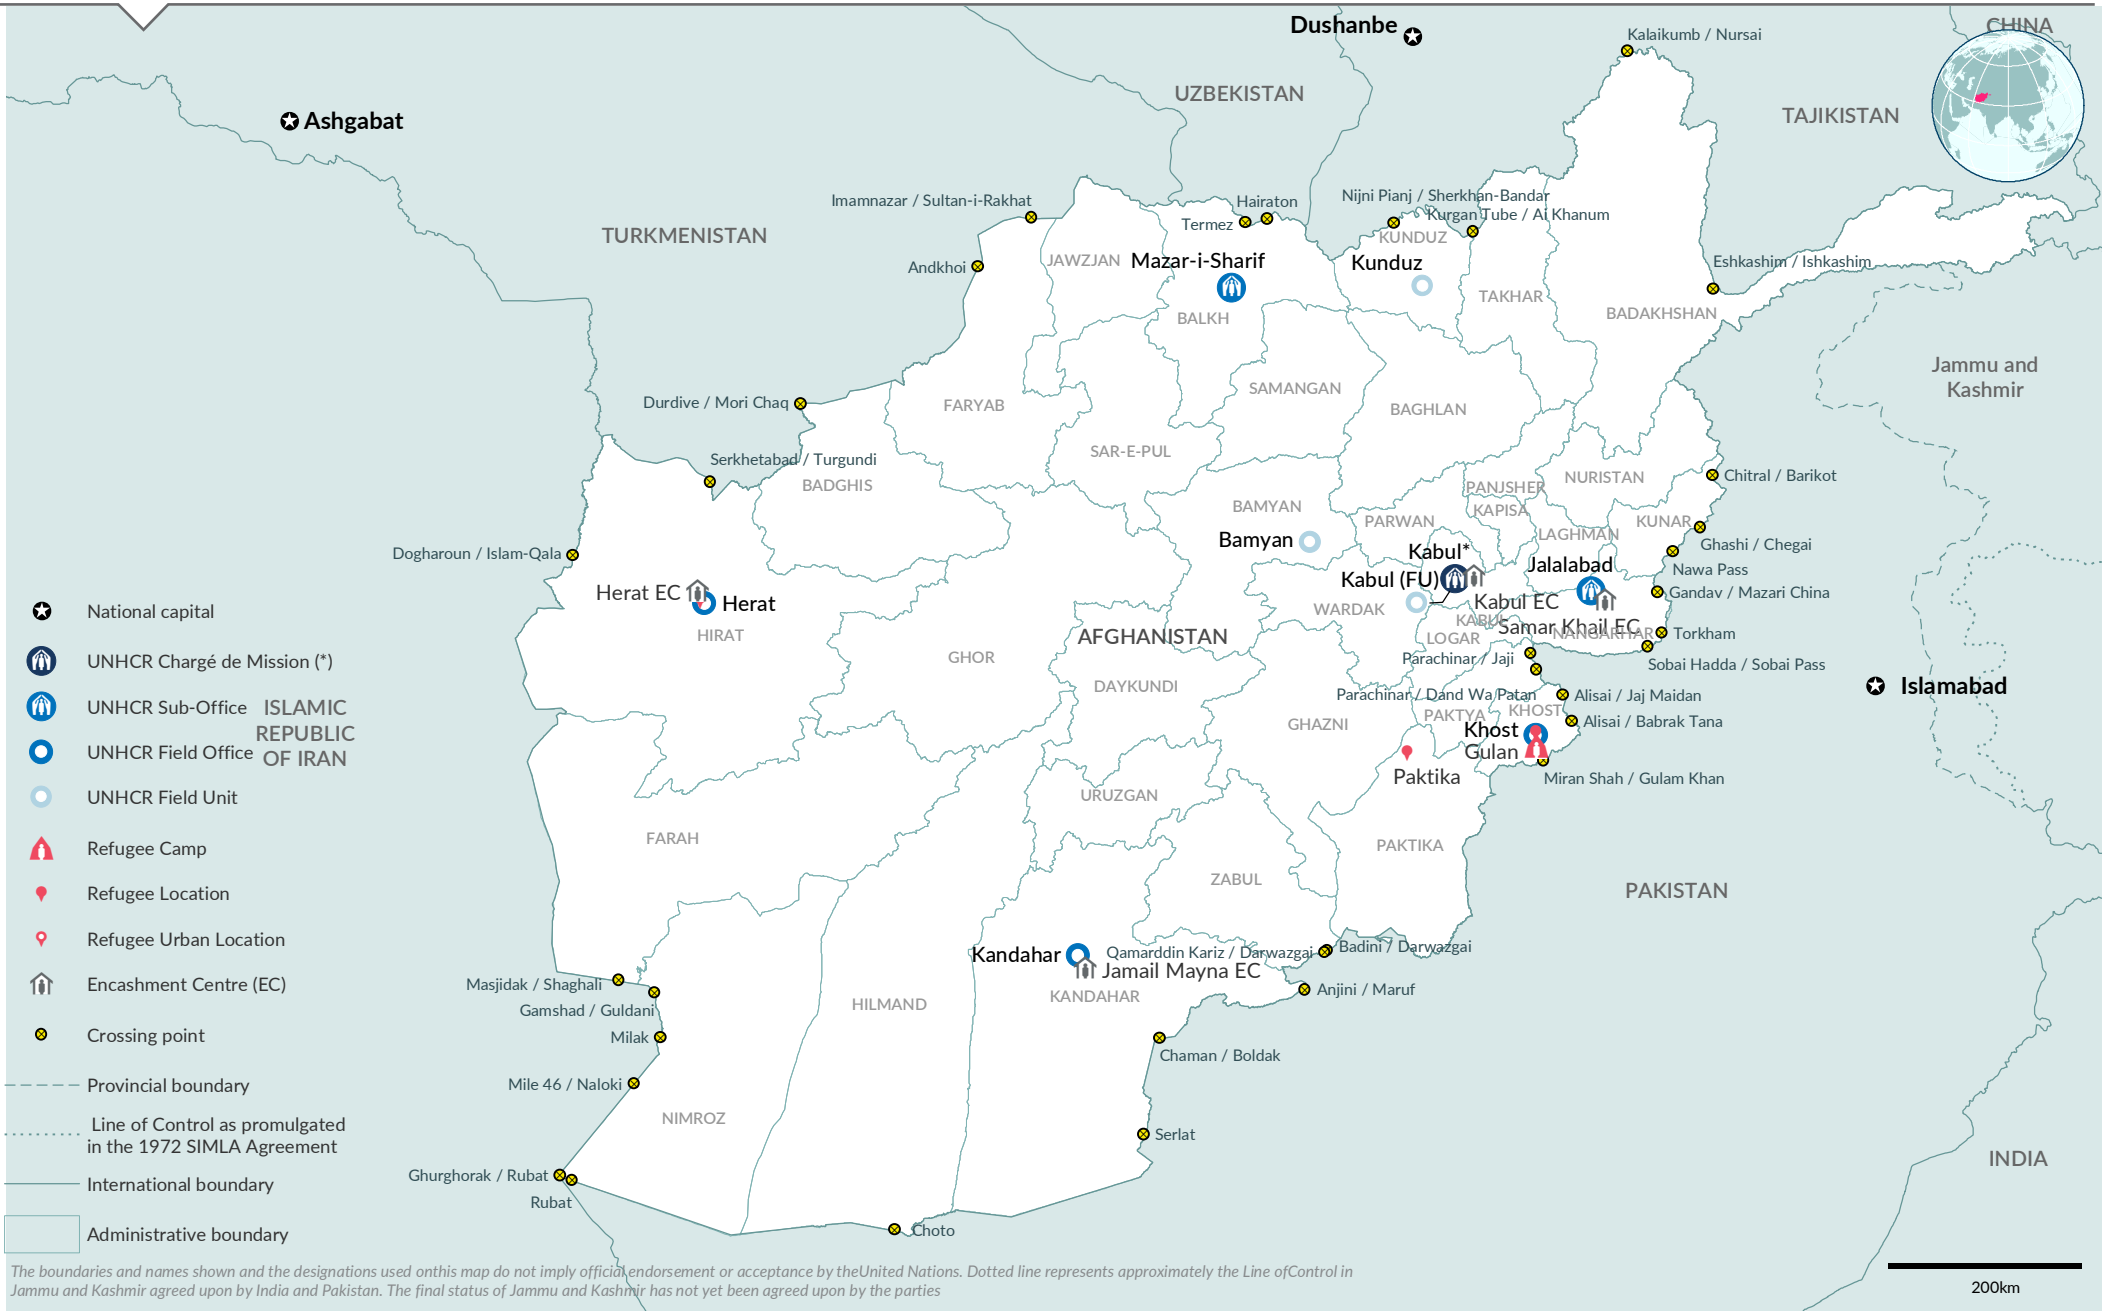 Dushanbe
Kalaikumb / Nursai
CHINA
UZBEKISTAN
TAJIKISTAN
Ashgabat
Imamnazar / Sultan-i-Rakhat
Hairaton
Termez
Nijni Pianj / Sherkhan-Bandar
Kurgan Tube / Ai Khanum
TURKMENISTAN
KUNDUZ
Andkhoi
JAWZJAN
Mazar-i-Sharif
Kunduz
Eshkashim / Ishkashim
TAKHAR
BALKH
BADAKHSHAN
Jammu and
Kashmir
SAMANGAN
Durdive / Mori Chaq
FARYAB
BAGHLAN
SAR-E-PUL
Serkhetabad / Turgundi
BADGHIS
NURISTAN
Chitral / Barikot
PANJSHER
BAMYAN
KAPISA
PARWAN
KUNAR
LAGHMAN
Bamyan
Ghashi / Chegai
Dogharoun / Islam-Qala
Kabul*
Jalalabad
Nawa Pass
Kabul (FU)
Herat EC
Herat
Gandav / Mazari China
Kabul EC
WARDAK
KABUL
Samar Khail EC
NANGARHAR
Torkham
HIRAT
AFGHANISTAN
LOGAR
GHOR
Parachinar / Jaji
Sobai Hadda / Sobai Pass
DAYKUNDI
Parachinar / Dand Wa Patan
Alisai / Jaj Maidan
Islamabad
PAKTYA
KHOST
GHAZNI
Alisai / Babrak Tana
Khost
Gulan
Paktika
Miran Shah / Gulam Khan
URUZGAN
FARAH
PAKTIKA
ZABUL
PAKISTAN
Kandahar
Qamarddin Kariz / Darwazgai
Badini / Darwazgai
Jamail Mayna EC
Masjidak / Shaghali
KANDAHAR
Anjini / Maruf
Gamshad / Guldani
HILMAND
Milak
Chaman / Boldak
Mile 46 / Naloki
NIMROZ
Serlat
INDIA
Ghurghorak / Rubat
Rubat
Choto
National capital
UNHCR Chargé de Mission (*)
UNHCR Sub-Office
ISLAMIC
REPUBLIC
OF IRAN
UNHCR Field Office
UNHCR Field Unit
Refugee Camp
Refugee Location
Refugee Urban Location
Encashment Centre (EC)
Crossing point
Provincial boundary
Line of Control as promulgated
in the 1972 SIMLA Agreement
International boundary
Administrative boundary
The boundaries and names shown and the designations used onthis map do not imply official endorsement or acceptance by theUnited Nations. Dotted line represents approximately the Line ofControl in
Jammu and Kashmir agreed upon by India and Pakistan. The final status of Jammu and Kashmir has not yet been agreed upon by the parties
200km